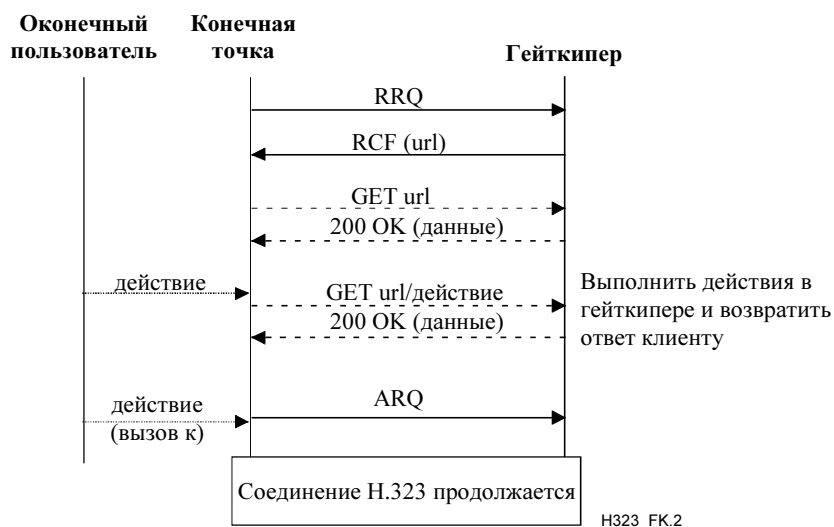 Оконечный
пользователь
Конечная
точка
Гейткипер
RRQ
RCF (url)
GET url
200 OK (данные)
действие
GET url/действие
200 OK (данные)
Выполнить действия в
гейткипере и возвратить
ответ клиенту
действие
(вызов к)
ARQ
Соединение H.323 продолжается
H323_FK.2